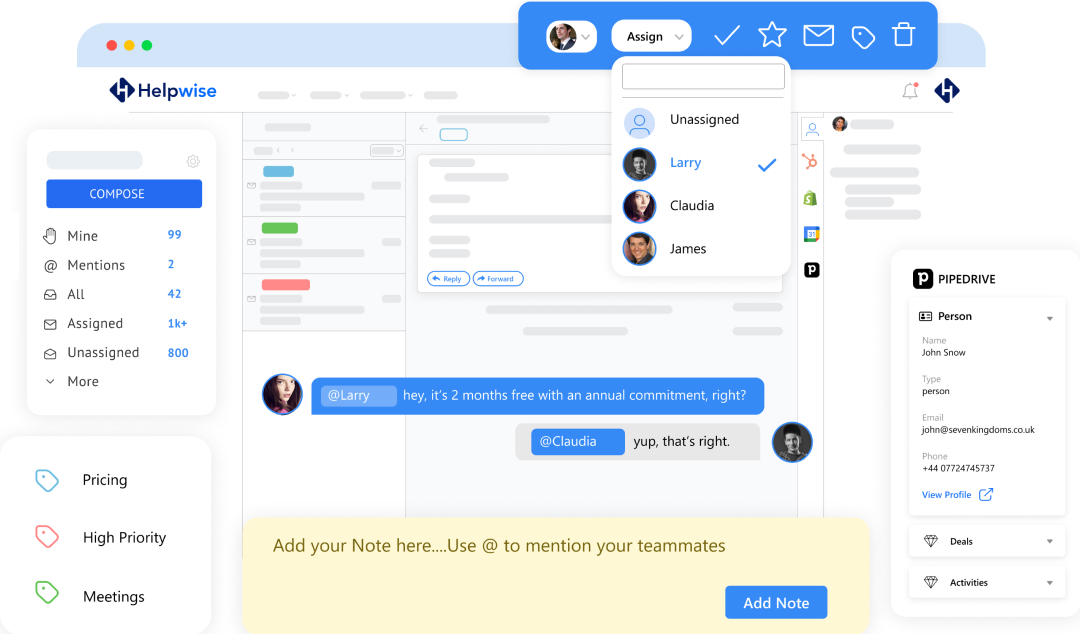 Assign
Helpwise
Unassigned
Larry
Claudia
James
COMPOSE
Mine 99
Mentions 2
All 42
Assigned 1k+
Unassigned 800
More
Reply
Forward
31
PIPEDRIVE
Person
Name
John Snow
Type
person
Email
john@sevenkingdoms.co.uk
Phone
+44 07724745737
View Profile
Deals
Activities
@Larry hey, it's 2 months free with an annual commitment, right?
@Claudia yup, that's right.
Pricing
High Priority
Meetings
Add your Note here....Use @ to mention your teammates
Add Note